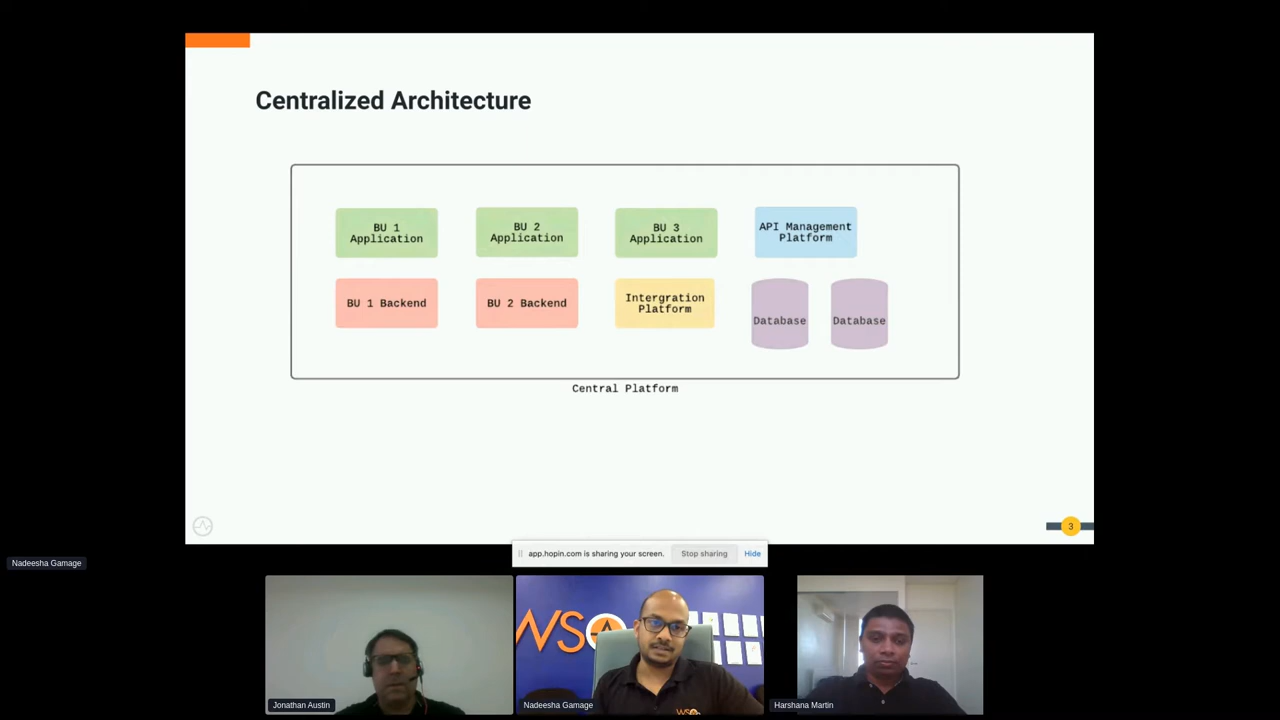 Centralized Architecture
BU 1
Application
BU 2
Application
BU 3
Application
API Management
Platform
BU 1 Backend
BU 2 Backend
Intergration
Platform
Database
Database
Central Platform
3
app.hopin.com is sharing your screen.
Stop sharing
Hide
Nadeesha Gamage
WSO
WSO
Jonathan Austin
Nadeesha Gamage
Harshana Martin